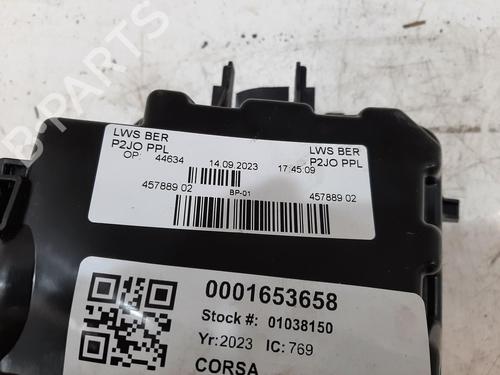 LWS BER
P2JO PPL
OP: 44634 14.09.2023 17:45:09
LWS BER
P2JO PPL
457889 02 BP-01 457889 02
0001653658
Stock #: 01038150
Yr:2023 IC:769
CORSA
B-Parts